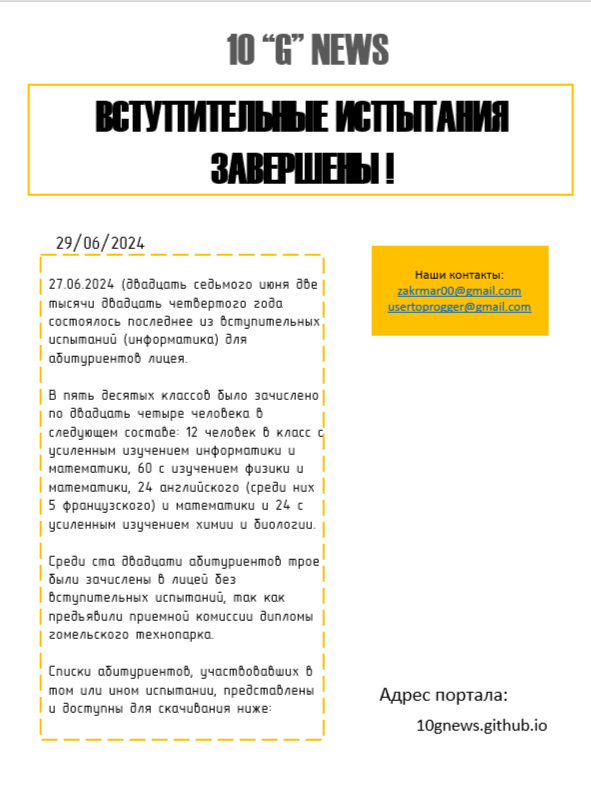 10 “G” NEWS
ВСТУПИТЕЛЬНЫЕ ИСПЫТАНИЯ
ЗАВЕРШЕНЫ !
29/06/2024
27.06.2024 (двадцать седьмого июня две
тысячи двадцать четвертого года
состоялось последнее из вступительных
испытаний (информатика) для
абитуриентов лицея.
В пять десятых классов было зачислено
по двадцать четыре человека в
следующем составе: 12 человек в класс с
усиленным изучением информатики и
математики, 60 с изучением физики и
математики, 24 английского (среди них
5 французского) и математики и 24 с
усиленным изучением химии и биологии.
Среди ста двадцати абитуриентов трое
были зачислены в лицей без
вступительных испытаний, так как
предъявили приемной комиссии дипломы
гомельского технопарка.
Списки абитуриентов, участвовавших в
том или ином испытании, представлены
и доступны для скачивания ниже:
Наши контакты:
zakrmar00@gmail.com
usertoprogger@gmail.com
Адрес портала:
10gnews.github.io